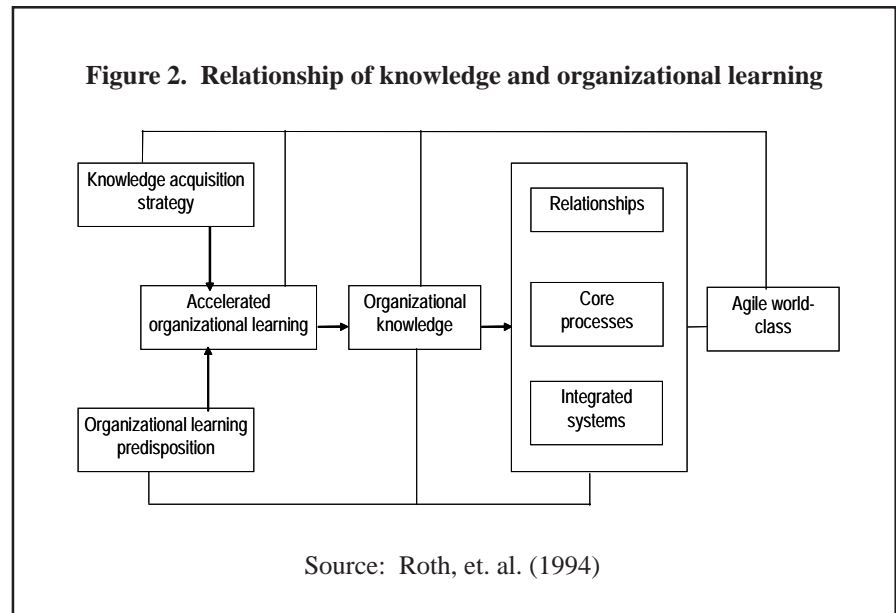 Figure 2. Relationship of knowledge and organizational learning
Knowledge acquisition
strategy
Relationships
Accelerated
organizational learning
Organizational
knowledge
Core
processes
Agile world-
class
Organizational learning
predisposition
Integrated
systems
Source: Roth, et. al. (1994)